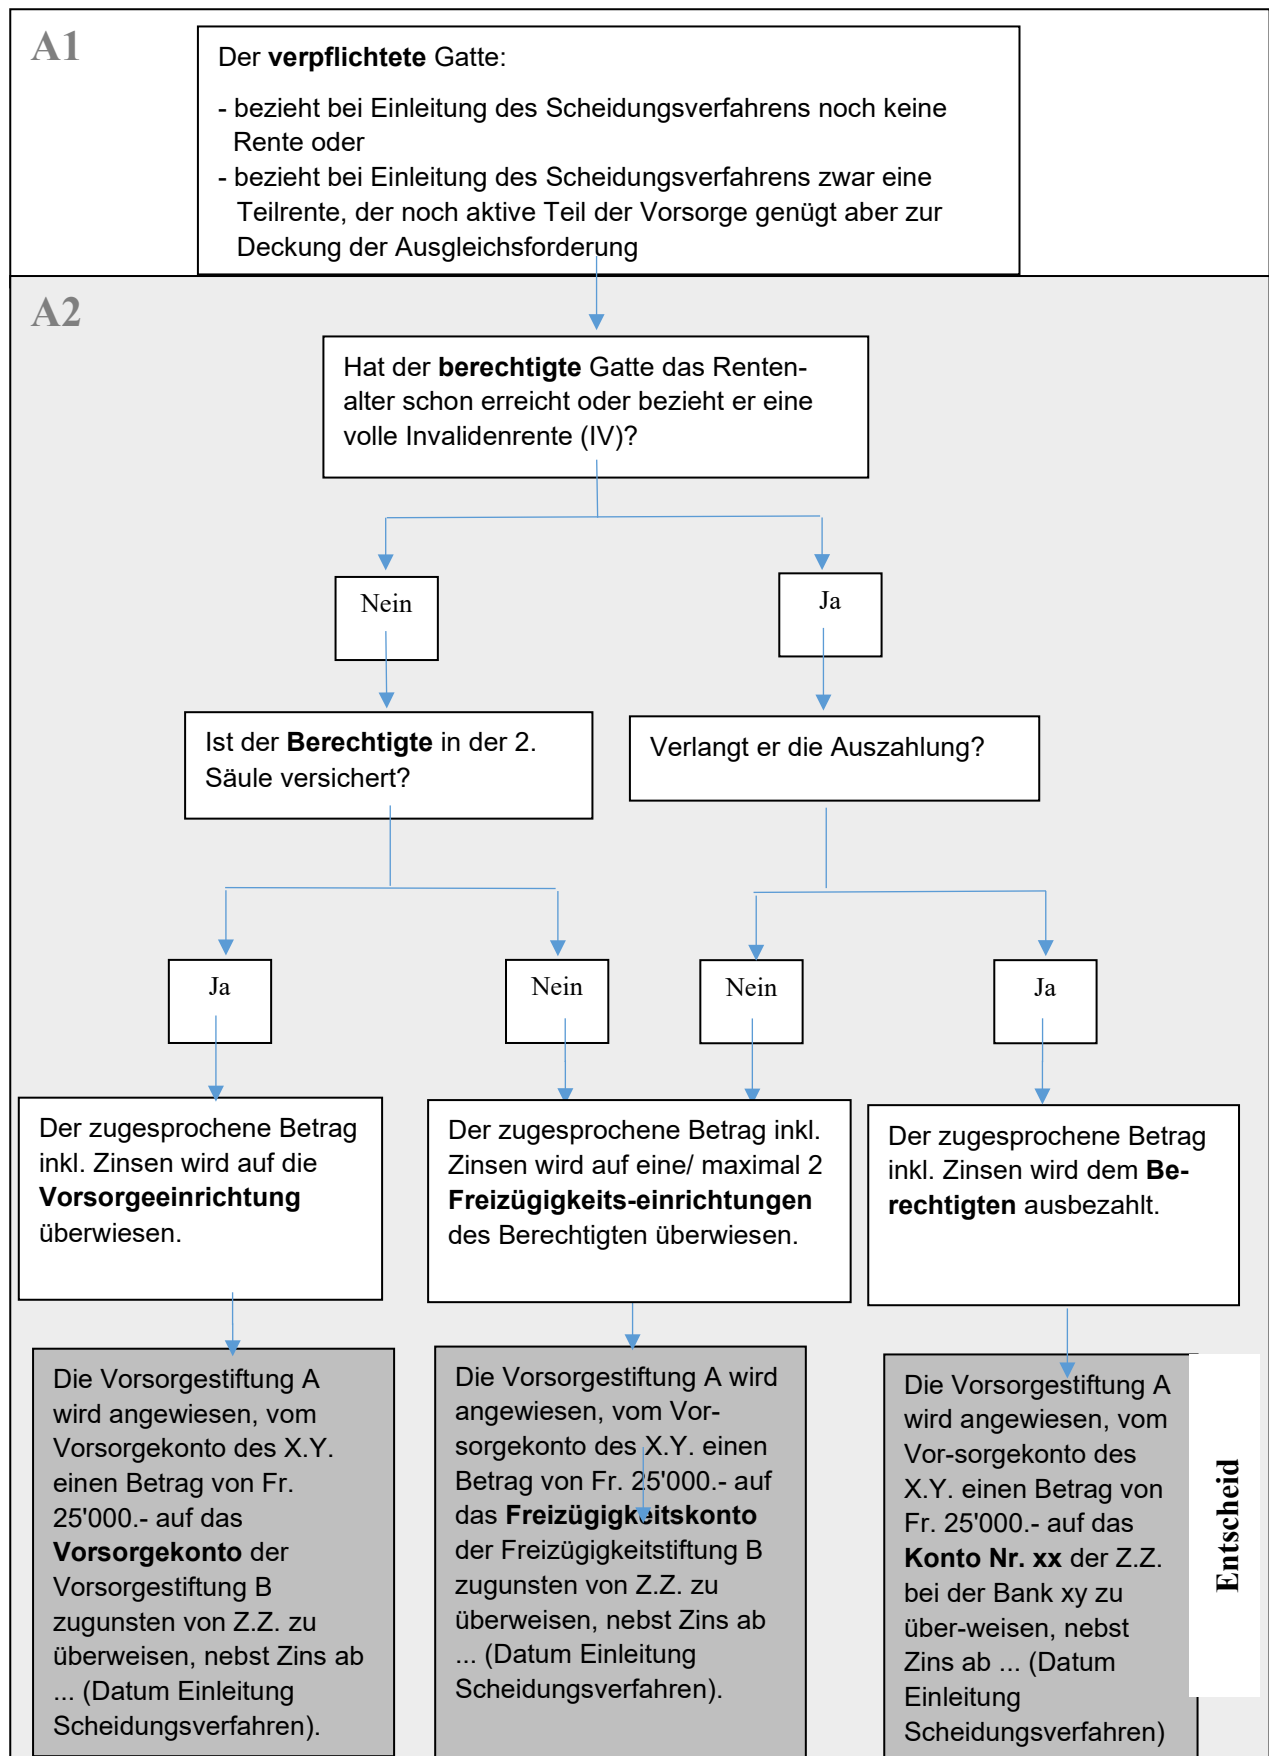 A1
Der verpflichtete Gatte:
- bezieht bei Einleitung des Scheidungsverfahrens noch keine
Rente oder
- bezieht bei Einleitung des Scheidungsverfahrens zwar eine
Teilrente, der noch aktive Teil der Vorsorge genügt aber zur
Deckung der Ausgleichsforderung
A2
Hat der berechtigte Gatte das Renten-
alter schon erreicht oder bezieht er eine
volle Invalidenrente (IV)?
Nein
Ja
Ist der Berechtigte in der 2.
Säule versichert?
Verlangt er die Auszahlung?
Ja
Nein
Nein
Ja
Der zugesprochene Betrag
inkl. Zinsen wird auf die
Vorsorgeeinrichtung
überwiesen.
Der zugesprochene Betrag inkl.
Zinsen wird auf eine/ maximal 2
Freizügigkeits-einrichtungen
des Berechtigten überwiesen.
Der zugesprochene Betrag
inkl. Zinsen wird dem Be-
rechtigten ausbezahlt.
Die Vorsorgestiftung A
wird angewiesen, vom
Vorsorgekonto des X.Y.
einen Betrag von Fr.
25'000.- auf das
Vorsorgekonto der
Vorsorgestiftung B
zugunsten von Z.Z. zu
überweisen, nebst Zins ab
... (Datum Einleitung
Scheidungsverfahren).
Die Vorsorgestiftung A wird
angewiesen, vom Vor-
sorgekonto des X.Y. einen
Betrag von Fr. 25'000.- auf
das Freizügigkeitskonto
der Freizügigkeitstiftung B
zugunsten von Z.Z. zu
überweisen, nebst Zins ab
... (Datum Einleitung
Scheidungsverfahren).
Die Vorsorgestiftung A
wird angewiesen, vom
Vor-sorgekonto des
X.Y. einen Betrag von
Fr. 25'000.- auf das
Konto Nr. xx der Z.Z.
bei der Bank xy zu
über-weisen, nebst
Zins ab ... (Datum
Einleitung
Scheidungsverfahren)
Entscheid